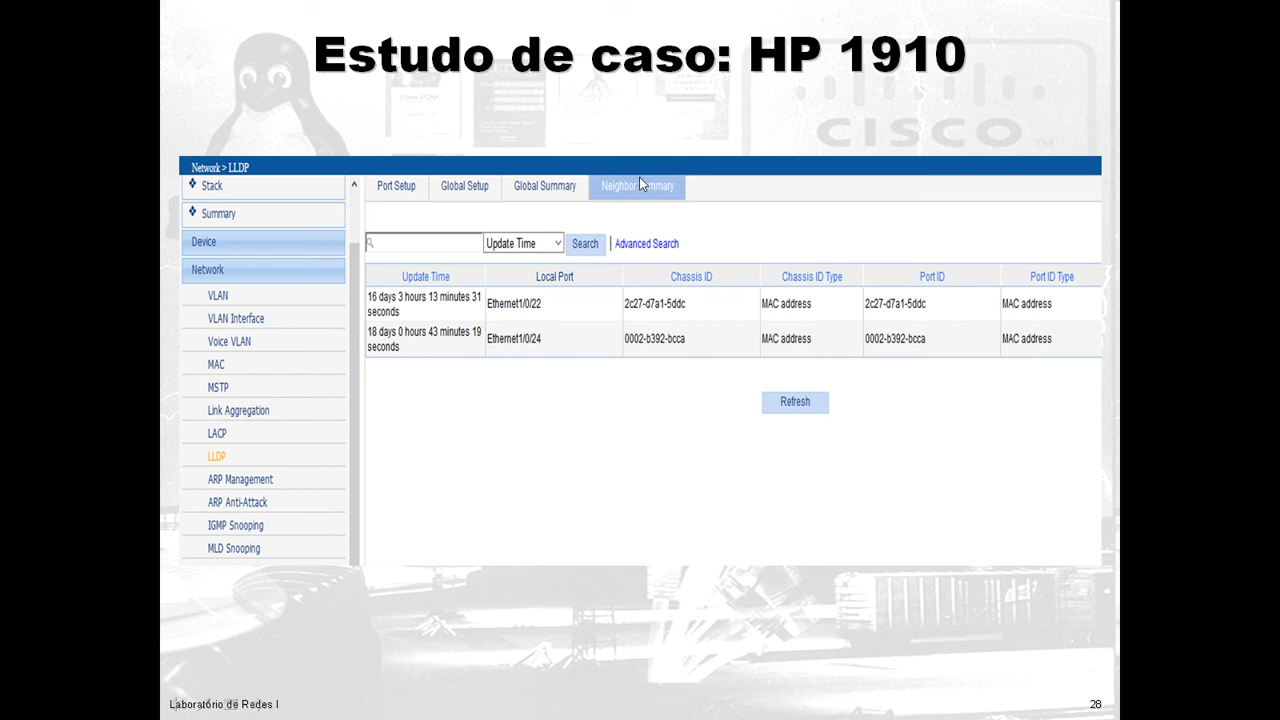 Estudo de caso: HP 1910
CISCO™
Network > LLDP
Stack
Summary
Device
Network
VLAN
VLAN Interface
Voice VLAN
MAC
MSTP
Link Aggregation
LACP
LLDP
ARP Management
ARP Anti-Attack
IGMP Snooping
MLD Snooping
Port Setup Global Setup Global Summary Neighbor Summary
Update Time Search | Advanced Search
Update Time Local Port Chassis ID Chassis ID Type Port ID Port ID Type
16 days 3 hours 13 minutes 31 Ethernet1/0/22 2c27-d7a1-5ddc MAC address 2c27-d7a1-5ddc MAC address
seconds
18 days 0 hours 43 minutes 19 Ethernet1/0/24 0002-b392-bcca MAC address 0002-b392-bcca MAC address
seconds
Refresh
Laboratório de Redes I 28